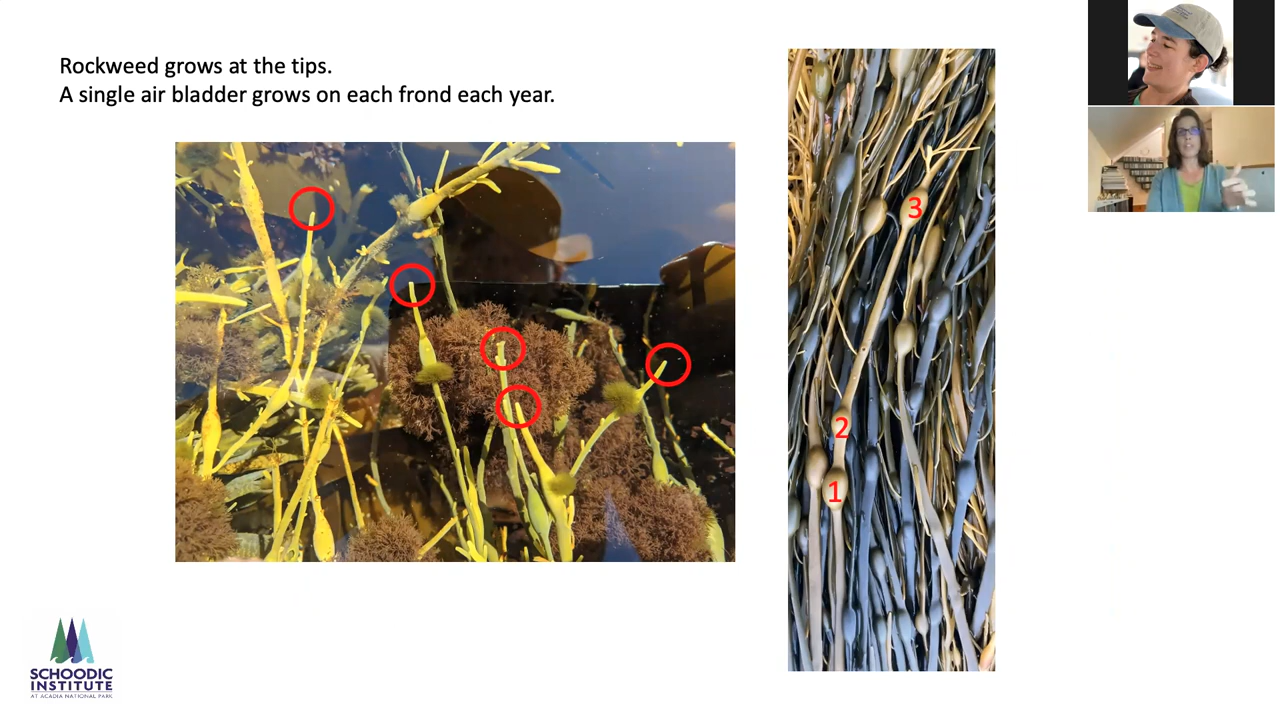 Rockweed grows at the tips.
A single air bladder grows on each frond each year.
3
2
1
SCHOODIC
INSTITUTE
AT ACADIA NATIONAL PARK